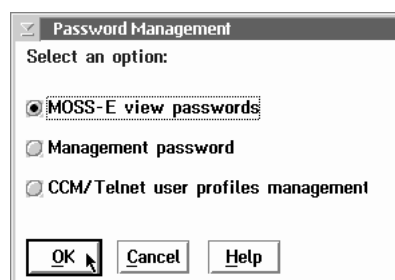 Password Management
Select an option:
MOSS-E view passwords
Management password
CCM/Telnet user profiles management
OK Cancel Help